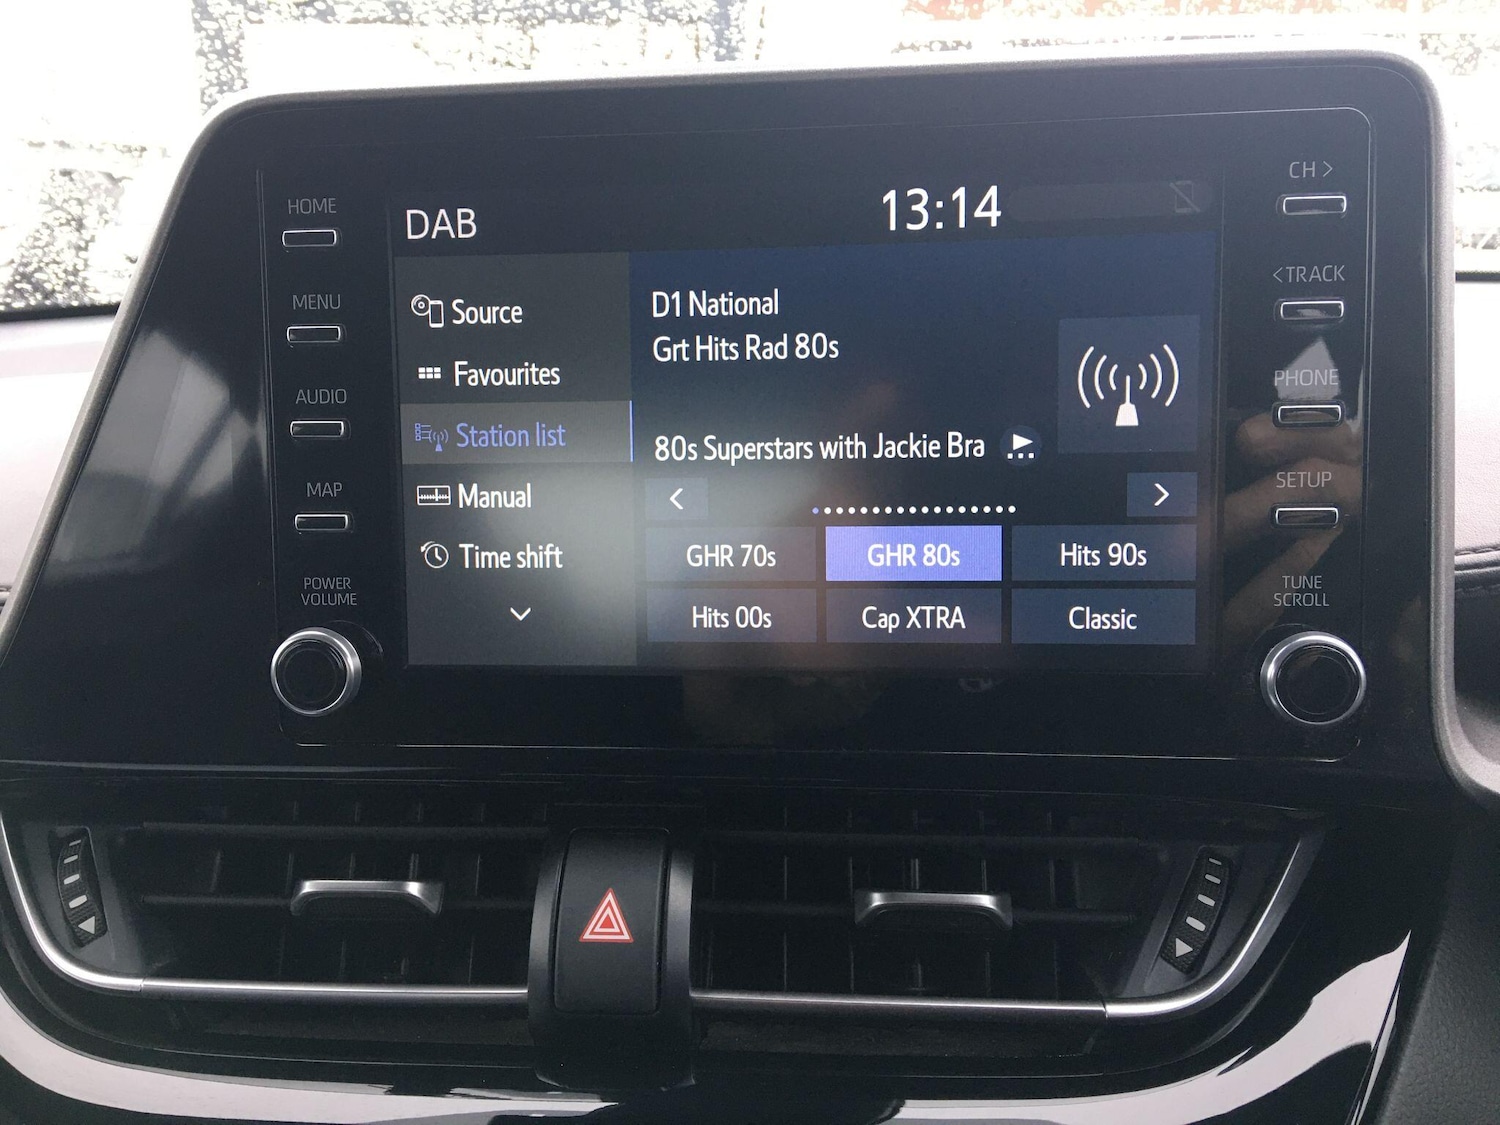 HOME
MENU
AUDIO
MAP
POWER
VOLUME
DAB
13:14
Source
Favourites
Station list
Manual
Time shift
D1 National
Grt Hits Rad 80s
80s Superstars with Jackie Bra
GHR 70s
GHR 80s
Hits 90s
Hits 00s
Cap XTRA
Classic
CH >
< TRACK
PHONE
SETUP
TUNE
SCROLL